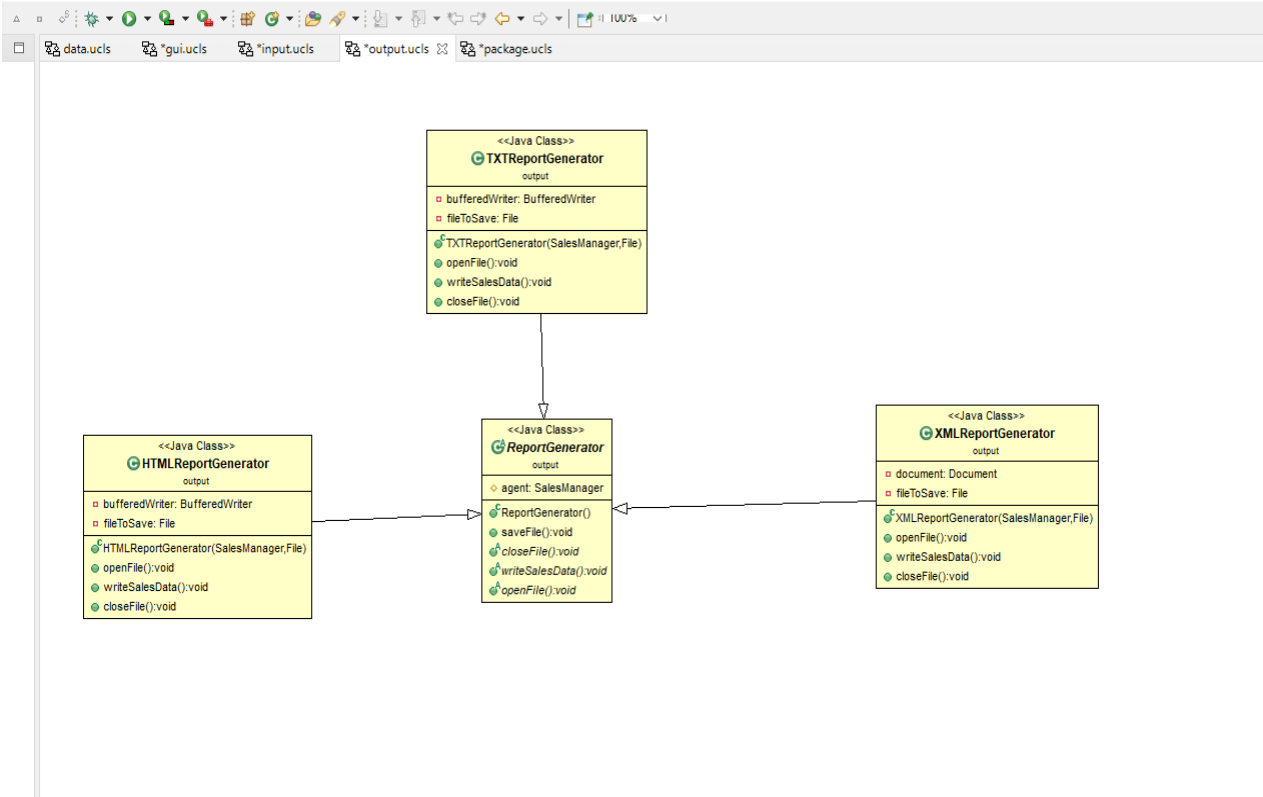 100%
data.ucls
*gui.ucls
*input.ucls
*output.ucls
*package.ucls
<<Java Class>>
TXTReportGenerator
output
bufferedWriter: BufferedWriter
fileToSave: File
TXTReportGenerator(SalesManager,File)
openFile():void
writeSalesData():void
closeFile():void
<<Java Class>>
HTMLReportGenerator
output
bufferedWriter: BufferedWriter
fileToSave: File
HTMLReportGenerator(SalesManager,File)
openFile():void
writeSalesData():void
closeFile():void
<<Java Class>>
ReportGenerator
output
agent: SalesManager
ReportGenerator()
saveFile():void
closeFile():void
writeSalesData():void
openFile():void
<<Java Class>>
XMLReportGenerator
output
document: Document
fileToSave: File
XMLReportGenerator(SalesManager,File)
openFile():void
writeSalesData():void
closeFile():void